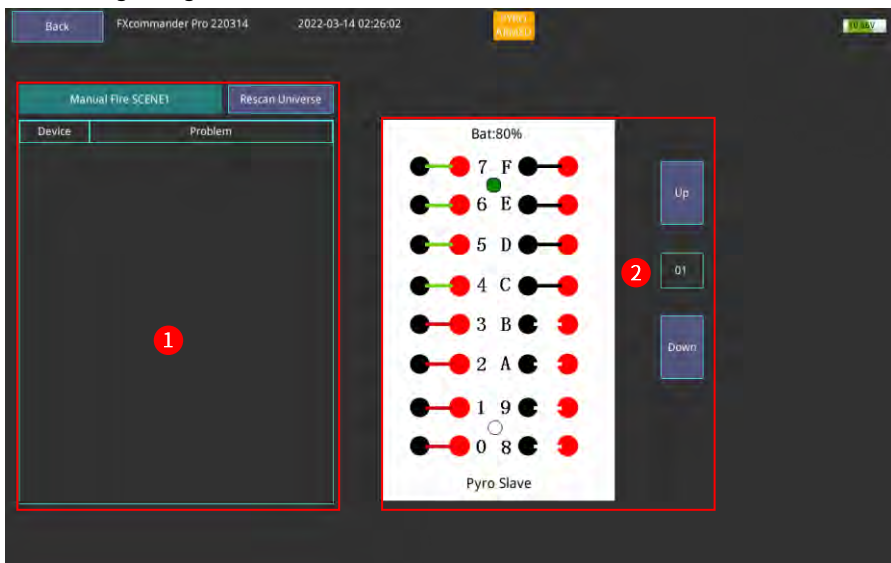 Back
FXcommander Pro 220314
2022-03-14 02:26:02
Manual Fire SCENE1
Rescan Universe
Device
Problem
1
Bat:80%
7 F
6 E
5 D
4 C
3 B
2 A
1 9
0 8
Pyro Slave
Up
2
01
Down